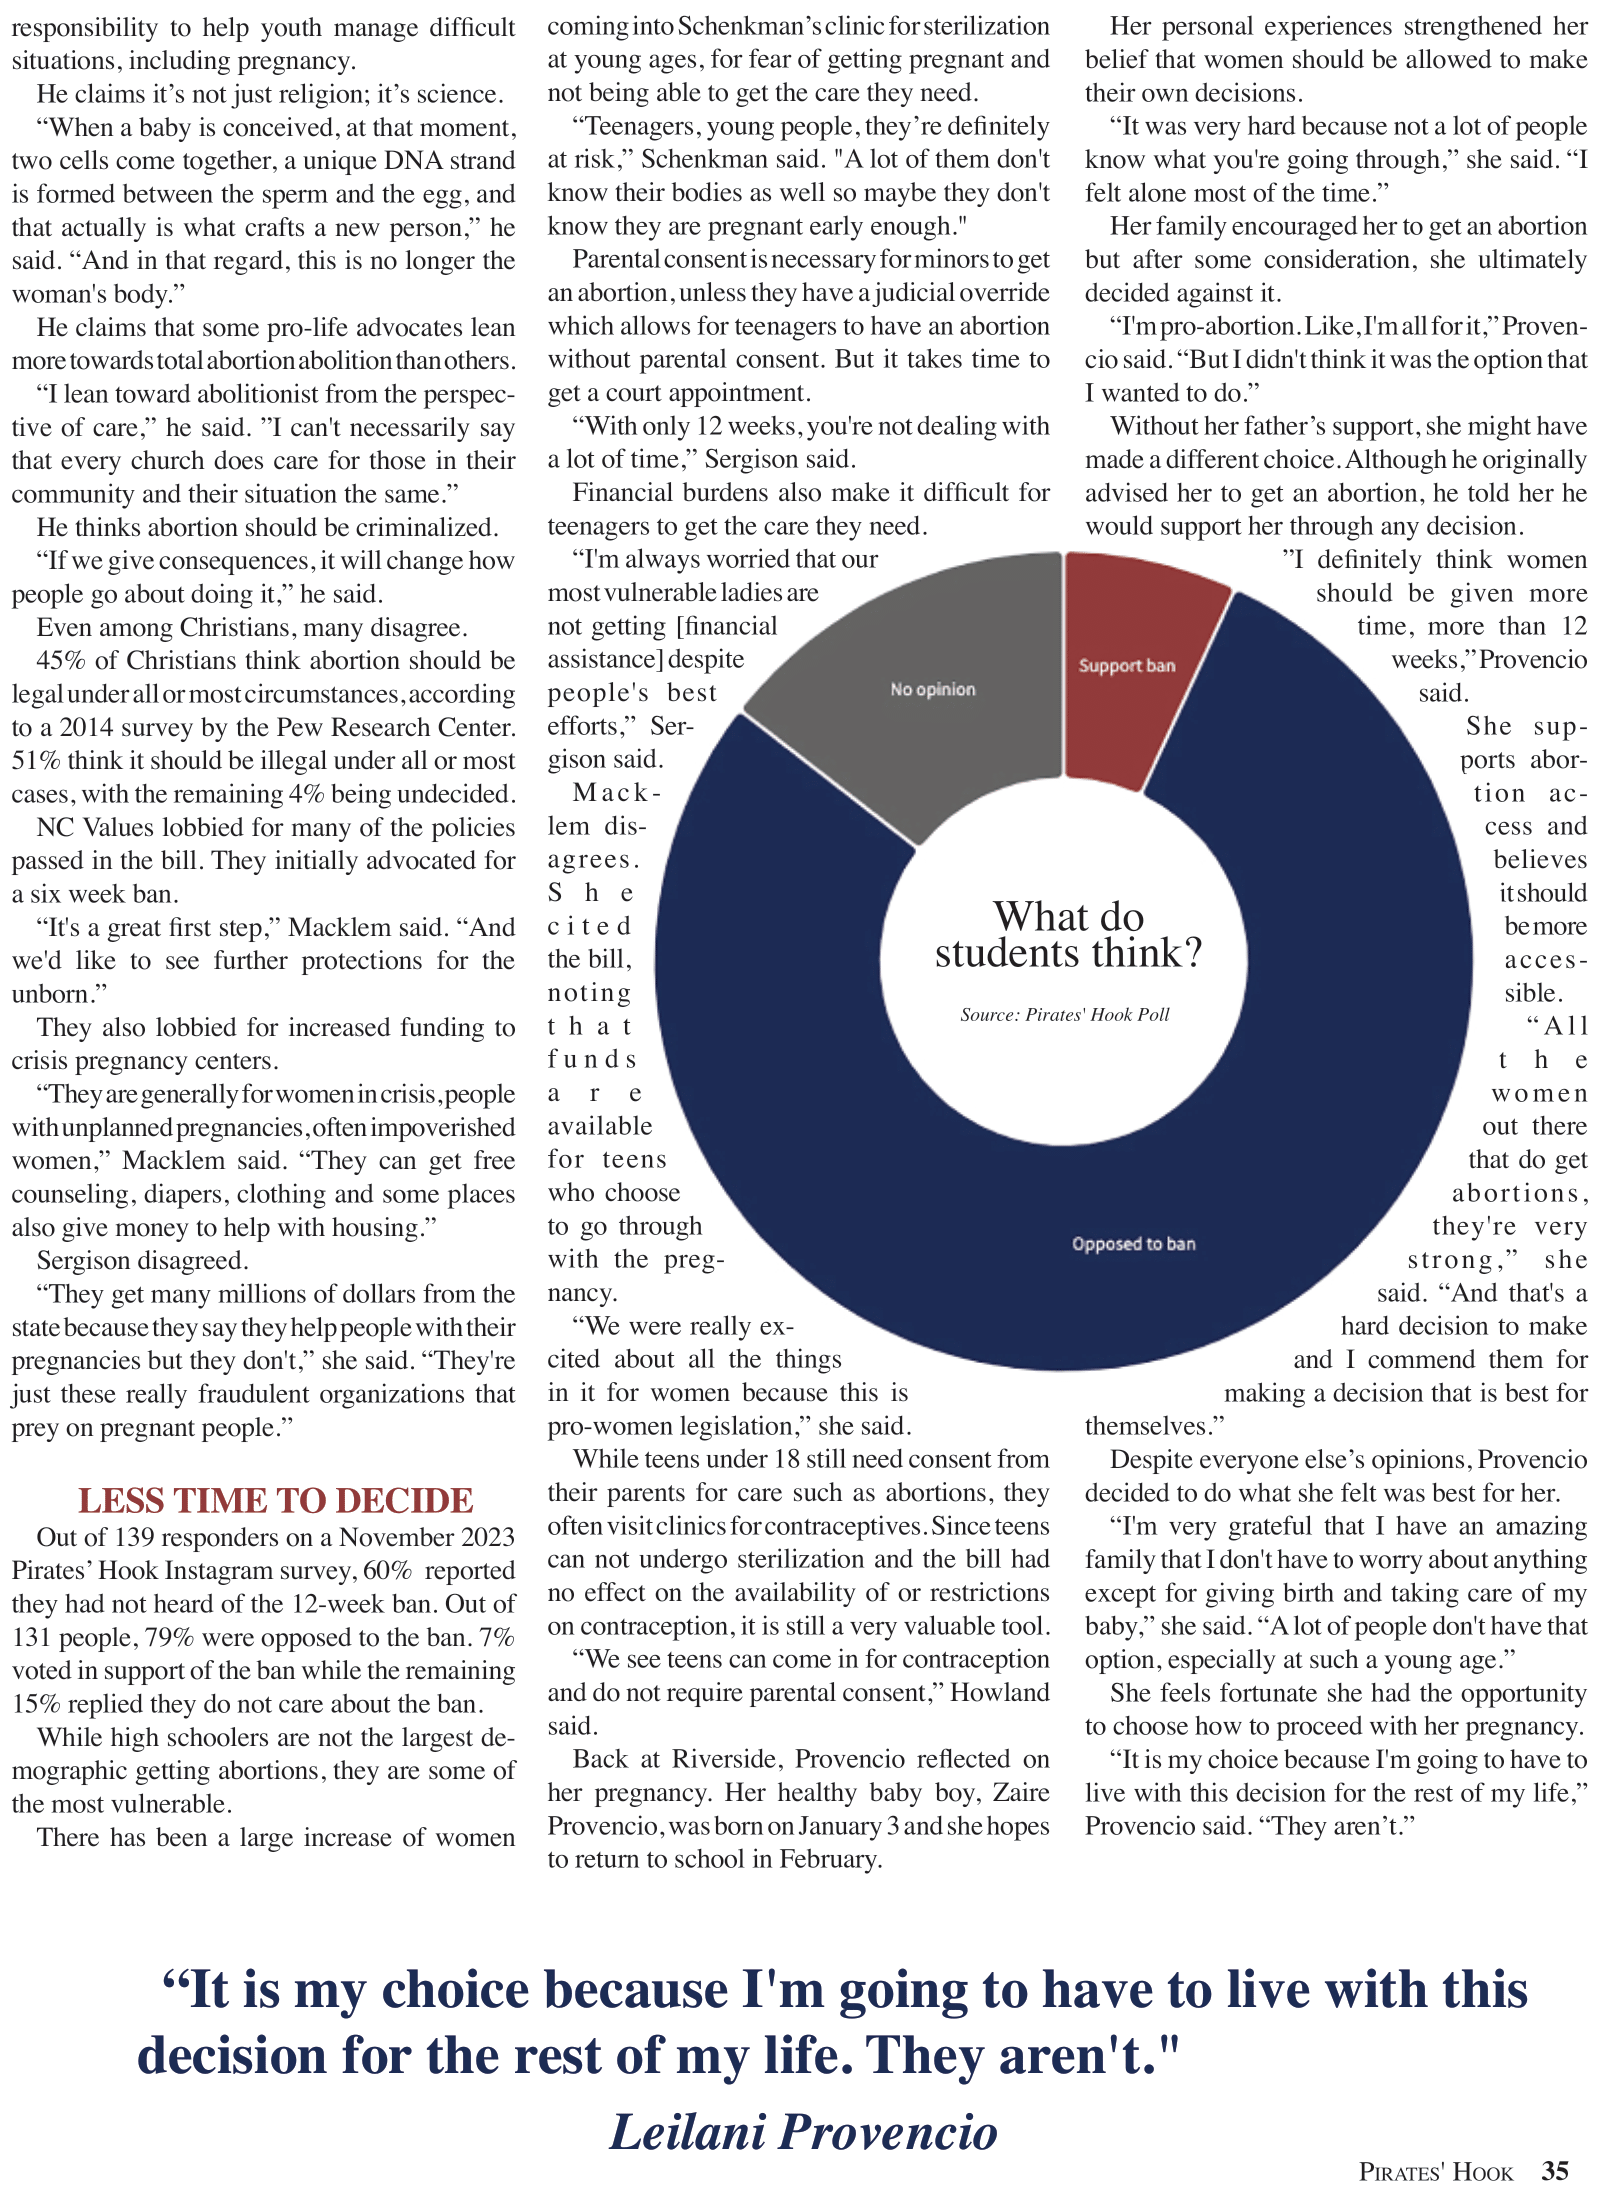 responsibility to help youth manage difficult
situations, including pregnancy.
He claims it’s not just religion; it’s science.
“When a baby is conceived, at that moment,
two cells come together, a unique DNA strand
is formed between the sperm and the egg, and
that actually is what crafts a new person,” he
said. “And in that regard, this is no longer the
woman's body.”
He claims that some pro-life advocates lean
more towards total abortion abolition than others.
“I lean toward abolitionist from the perspec-
tive of care,” he said. ”I can't necessarily say
that every church does care for those in their
community and their situation the same.”
He thinks abortion should be criminalized.
“If we give consequences, it will change how
people go about doing it,” he said.
Even among Christians, many disagree.
45% of Christians think abortion should be
legal under all or most circumstances, according
to a 2014 survey by the Pew Research Center.
51% think it should be illegal under all or most
cases, with the remaining 4% being undecided.
NC Values lobbied for many of the policies
passed in the bill. They initially advocated for
a six week ban.
“It's a great first step,” Macklem said. “And
we'd like to see further protections for the
unborn.”
They also lobbied for increased funding to
crisis pregnancy centers.
“They are generally for women in crisis, people
with unplanned pregnancies, often impoverished
women,” Macklem said. “They can get free
counseling, diapers, clothing and some places
also give money to help with housing.”
Sergison disagreed.
“They get many millions of dollars from the
state because they say they help people with their
pregnancies but they don't,” she said. “They're
just these really fraudulent organizations that
prey on pregnant people.”
LESS TIME TO DECIDE
Out of 139 responders on a November 2023
Pirates’ Hook Instagram survey, 60% reported
they had not heard of the 12-week ban. Out of
131 people, 79% were opposed to the ban. 7%
voted in support of the ban while the remaining
15% replied they do not care about the ban.
While high schoolers are not the largest de-
mographic getting abortions, they are some of
the most vulnerable.
There has been a large increase of women
coming into Schenkman’s clinic for sterilization
at young ages, for fear of getting pregnant and
not being able to get the care they need.
“Teenagers, young people, they’re definitely
at risk,” Schenkman said. "A lot of them don't
know their bodies as well so maybe they don't
know they are pregnant early enough."
Parental consent is necessary for minors to get
an abortion, unless they have a judicial override
which allows for teenagers to have an abortion
without parental consent. But it takes time to
get a court appointment.
“With only 12 weeks, you're not dealing with
a lot of time,” Sergison said.
Financial burdens also make it difficult for
teenagers to get the care they need.
“I'm always worried that our
most vulnerable ladies are
not getting [financial
assistance] despite
people's best
efforts,” Ser-
gison said.
Mack-
lem dis-
agrees.
She
cited
the bill,
noting
that
funds
are
available
for teens
who choose
to go through
with the preg-
nancy.
“We were really ex-
cited about all the things
in it for women because this is
pro-women legislation,” she said.
While teens under 18 still need consent from
their parents for care such as abortions, they
often visit clinics for contraceptives. Since teens
can not undergo sterilization and the bill had
no effect on the availability of or restrictions
on contraception, it is still a very valuable tool.
“We see teens can come in for contraception
and do not require parental consent,” Howland
said.
Back at Riverside, Provencio reflected on
her pregnancy. Her healthy baby boy, Zaire
Provencio, was born on January 3 and she hopes
to return to school in February.
Support ban
No opinion
What do
students think?
Source: Pirates' Hook Poll
Opposed to ban
Her personal experiences strengthened her
belief that women should be allowed to make
their own decisions.
“It was very hard because not a lot of people
know what you're going through,” she said. “I
felt alone most of the time.”
Her family encouraged her to get an abortion
but after some consideration, she ultimately
decided against it.
“I'm pro-abortion. Like, I'm all for it,” Proven-
cio said. “But I didn't think it was the option that
I wanted to do.”
Without her father’s support, she might have
made a different choice. Although he originally
advised her to get an abortion, he told her he
would support her through any decision.
”I definitely think women
should be given more
time, more than 12
weeks,” Provencio
said.
She sup-
ports abor-
tion ac-
cess and
believes
it should
be more
acces-
sible.
“All
the
women
out there
that do get
abortions,
they're very
strong,” she
said. “And that's a
hard decision to make
and I commend them for
making a decision that is best for
themselves.”
Despite everyone else’s opinions, Provencio
decided to do what she felt was best for her.
“I'm very grateful that I have an amazing
family that I don't have to worry about anything
except for giving birth and taking care of my
baby,” she said. “A lot of people don't have that
option, especially at such a young age.”
She feels fortunate she had the opportunity
to choose how to proceed with her pregnancy.
“It is my choice because I'm going to have to
live with this decision for the rest of my life,”
Provencio said. “They aren’t.”
“It is my choice because I'm going to have to live with this
decision for the rest of my life. They aren't."
Leilani Provencio
PIRATES' HOOK 35